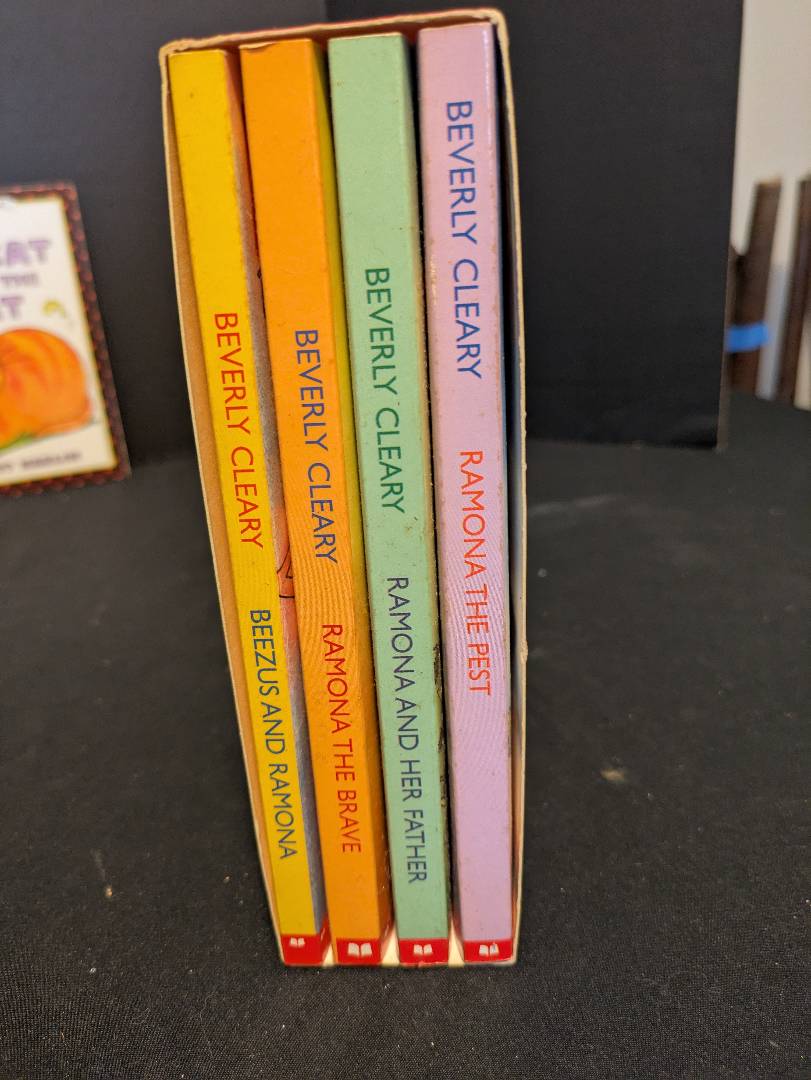 BEVERLY CLEARY
BEEZUS AND RAMONA
BEVERLY CLEARY
RAMONA THE BRAVE
BEVERLY CLEARY
RAMONA AND HER FATHER
BEVERLY CLEARY
RAMONA THE PEST